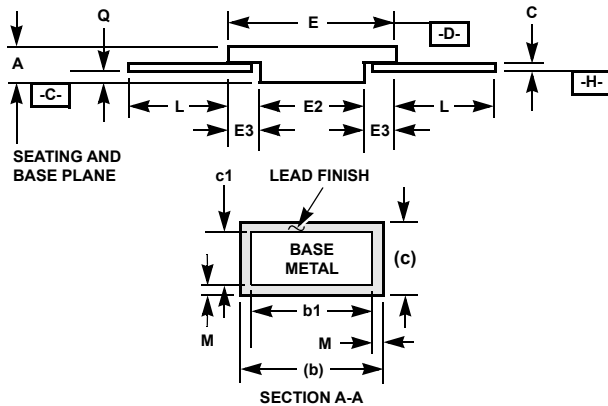 Q
E
C
-D-
A
-C-
-H-
L
E2
L
E3
E3
SEATING AND
BASE PLANE
c1
LEAD FINISH
BASE
METAL
(c)
b1
M
M
(b)
SECTION A-A